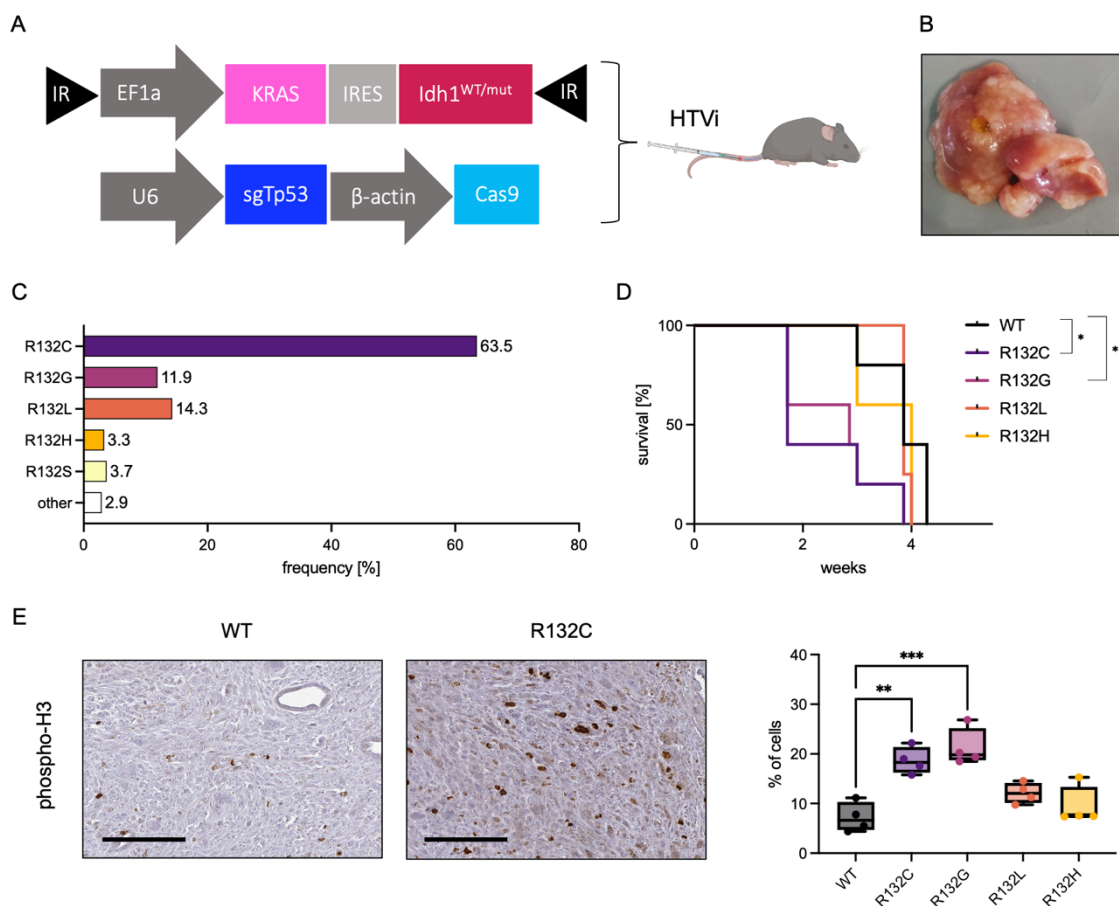 A
IR
EF1a
KRAS
IRES
Idh1WT/mut
IR
U6
sgTp53
β-actin
Cas9
HTVi
B
C
R132C
63.5
R132G
11.9
R132L
14.3
R132H
3.3
R132S
3.7
other
2.9
0 20 40 60 80
frequency [%]
D
survival [%]
100
50
0
0 2 4
weeks
WT
R132C
R132G
R132L
R132H
*
*
E
WT
R132C
phospho-H3
% of cells
40
30
20
10
0
**
***
WT R132C R132G R132L R132H